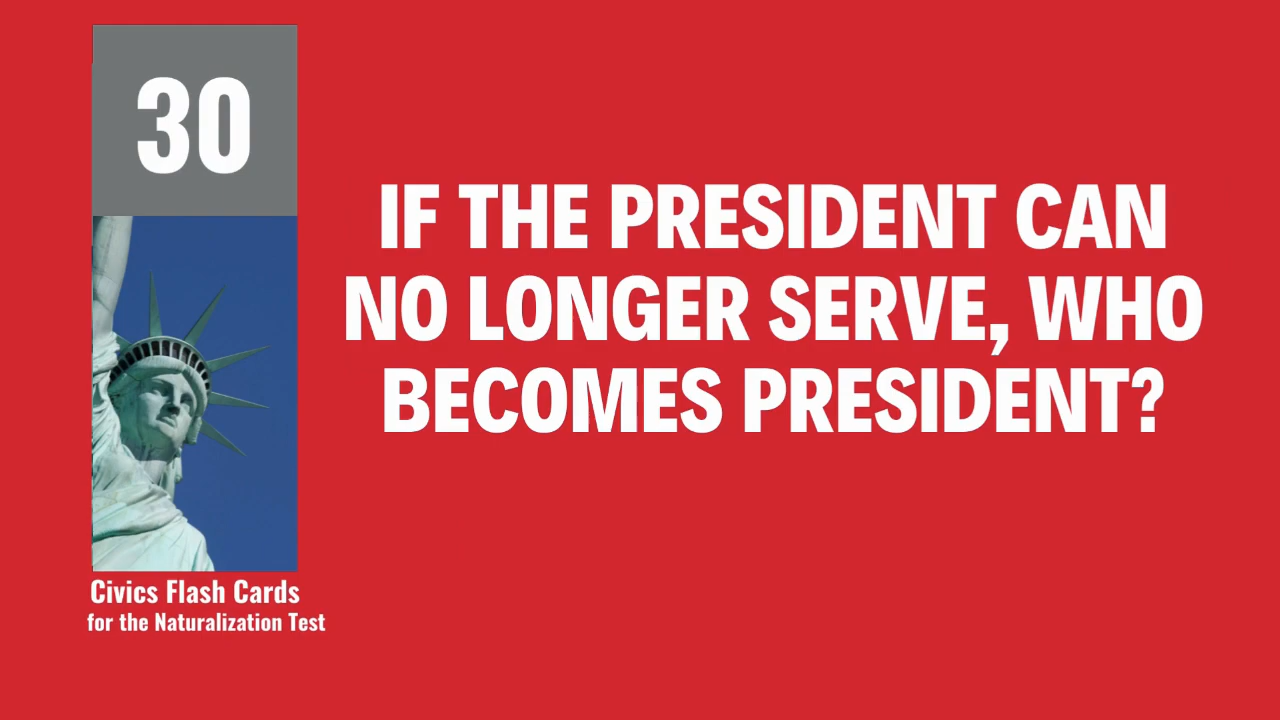 30
IF THE PRESIDENT CAN
NO LONGER SERVE, WHO
BECOMES PRESIDENT?
Civics Flash Cards
for the Naturalization Test